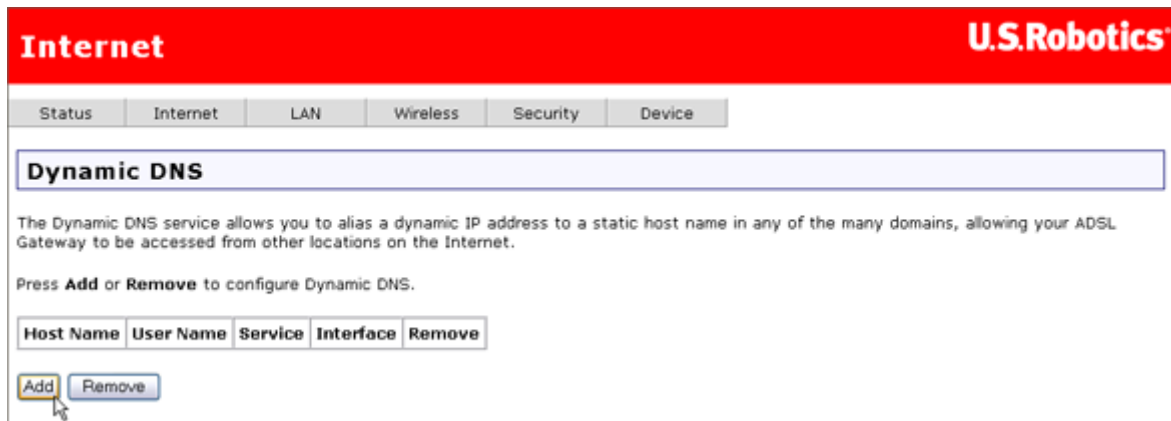 Internet
U.S.Robotics
Status Internet LAN Wireless Security Device
Dynamic DNS
The Dynamic DNS service allows you to alias a dynamic IP address to a static host name in any of the many domains, allowing your ADSL
Gateway to be accessed from other locations on the Internet.
Press Add or Remove to configure Dynamic DNS.
Host Name User Name Service Interface Remove
Add Remove